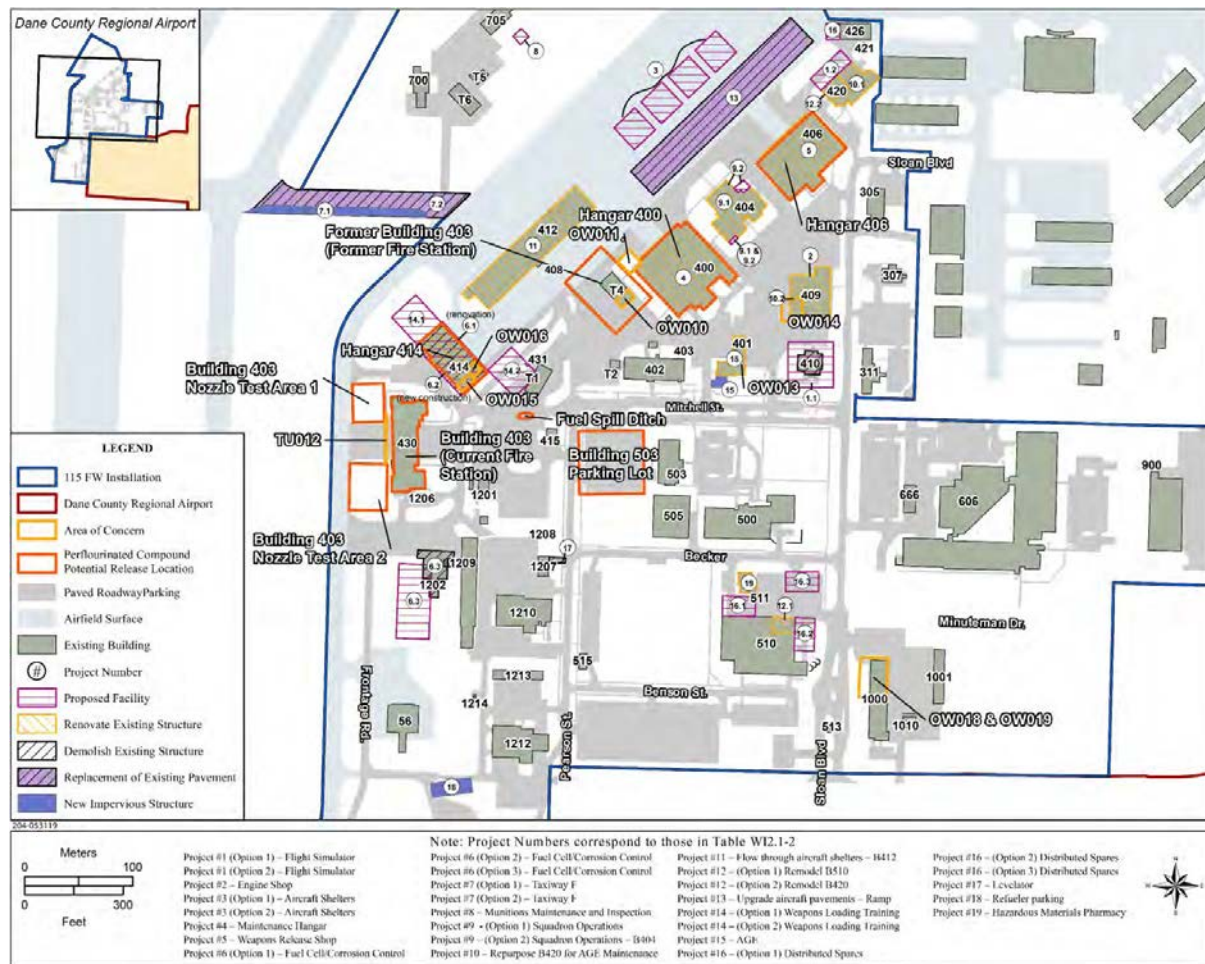 Dane County Regional Airport
705
8
700
T5
T6
3
13
16
426
421
1.2
420
10.1
12.2
406
5
Sloan Blvd
305
9.2
9.1
404
Hangar 406
7.1
7.2
412
11
Hangar 400
OW011
Former Building 403
(Former Fire Station)
408
T4
4
400
9.1 &
9.2
2
307
409
10.2
OW014
OW010
14.1
(renovation)
6.1
OW016
Hangar 414
414
431
14.2
T1
403
401
T2
402
15
15
OW013
410
311
1.1
Building 403
Nozzle Test Area 1
6.2
(new construction)
OW015
Mitchell St.
Fuel Spill Ditch
TU012
430
Building 403
(Current Fire
Station)
415
Building 503
Parking Lot
503
1206
1201
505
500
666
606
900
Building 403
Nozzle Test Area 2
1208
17
Becker
1209
6.3
1202
1207
6.3
1210
19
16.3
511
16.1
12.1
510
16.2
Minuteman Dr.
Frontage Rd.
1213
515
Benson St.
1214
56
1212
Pearson St.
513
Sloan Blvd
1000
1001
1010
OW018 & OW019
18
LEGEND
115 FW Installation
Dane County Regional Airport
Area of Concern
Perflourinated Compound
Potential Release Location
Paved Roadway/Parking
Airfield Surface
Existing Building
# Project Number
Proposed Facility
Renovate Existing Structure
Demolish Existing Structure
Replacement of Existing Pavement
New Impervious Structure
204-053119
Note: Project Numbers correspond to those in Table WI2.1-2
Meters
0 100
0 300
Feet
Project #1 (Option 1) – Flight Simulator
Project #1 (Option 2) – Flight Simulator
Project #2 – Engine Shop
Project #3 (Option 1) – Aircraft Shelters
Project #3 (Option 2) – Aircraft Shelters
Project #4 – Maintenance Hangar
Project #5 – Weapons Release Shop
Project #6 (Option 1) – Fuel Cell/Corrosion Control
Project #6 (Option 2) – Fuel Cell/Corrosion Control
Project #6 (Option 3) – Fuel Cell/Corrosion Control
Project #7 (Option 1) – Taxiway F
Project #7 (Option 2) – Taxiway F
Project #8 – Munitions Maintenance and Inspection
Project #9 – (Option 1) Squadron Operations
Project #9 – (Option 2) Squadron Operations – B404
Project #10 – Repurpose B420 for AGE Maintenance
Project #11 – Flow through aircraft shelters – B412
Project #12 – (Option 1) Remodel B510
Project #12 – (Option 2) Remodel B420
Project #13 – Upgrade aircraft pavements – Ramp
Project #14 – (Option 1) Weapons Loading Training
Project #14 – (Option 2) Weapons Loading Training
Project #15 – AGE
Project #16 – (Option 1) Distributed Spares
Project #16 – (Option 2) Distributed Spares
Project #16 – (Option 3) Distributed Spares
Project #17 –
Project #18 – Refueler parking
Project #19 – Hazardous Materials Pharmacy